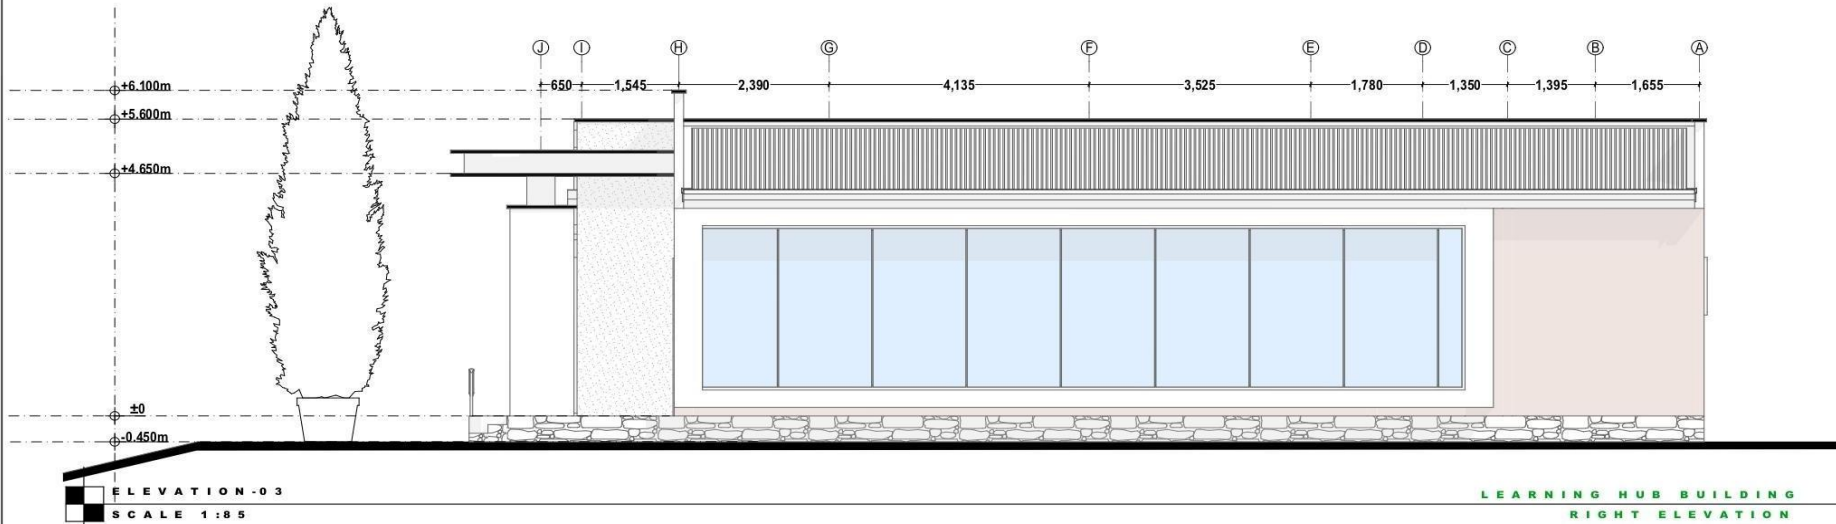 J I H G F E D C B A
650 1,545 2,390 4,135 3,525 1,780 1,350 1,395 1,655
+6.100m
+5.600m
+4.650m
±0
-0.450m
ELEVATION-03
SCALE 1:85
LEARNING HUB BUILDING
RIGHT ELEVATION